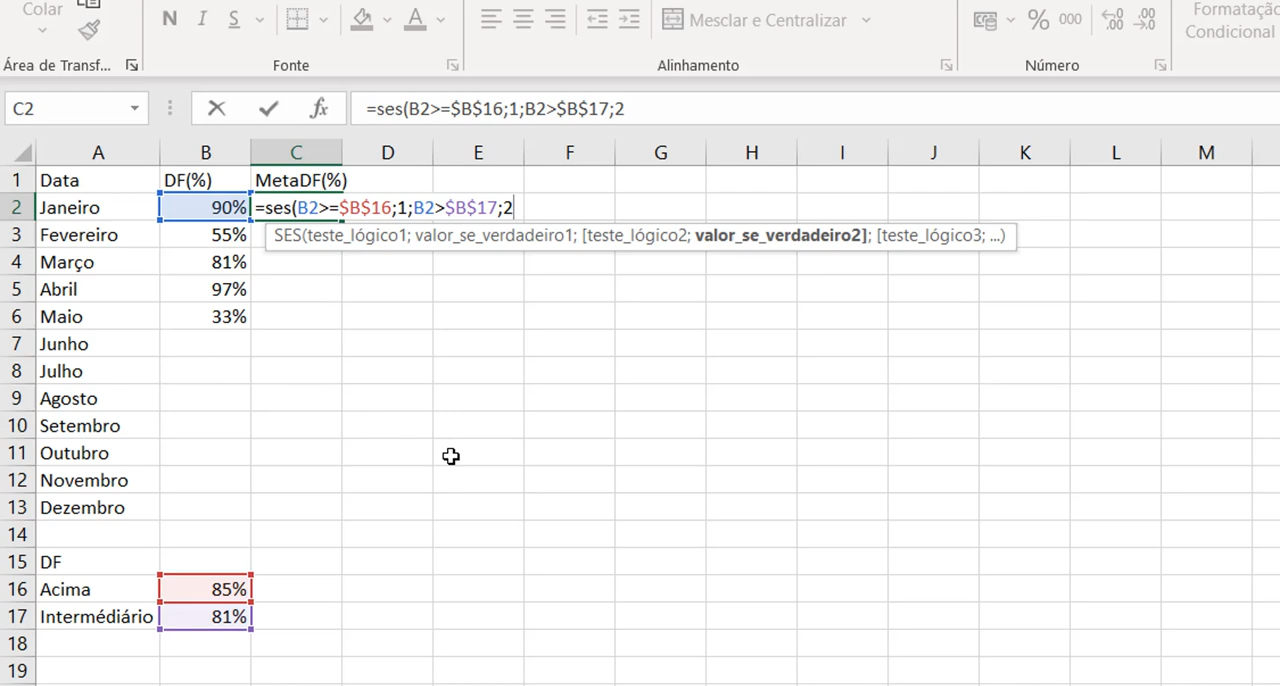 Colar
N I S A
Mesclar e Centralizar
% 000 ,00 ,00
Formatação
Condicional
Área de Transf... Fonte Alinhamento Número
C2 fx =ses(B2>=$B$16;1;B2>$B$17;2
A B C D E F G H I J K L M
1 Data DF(%) MetaDF(%)
2 Janeiro 90% =ses(B2>=$B$16;1;B2>$B$17;2
SES(teste_lógico1; valor_se_verdadeiro1; [teste_lógico2; valor_se_verdadeiro2]; [teste_lógico3; ...)
3 Fevereiro 55%
4 Março 81%
5 Abril 97%
6 Maio 33%
7 Junho
8 Julho
9 Agosto
10 Setembro
11 Outubro
12 Novembro
13 Dezembro
14
15 DF
16 Acima 85%
17 Intermédiário 81%
18
19